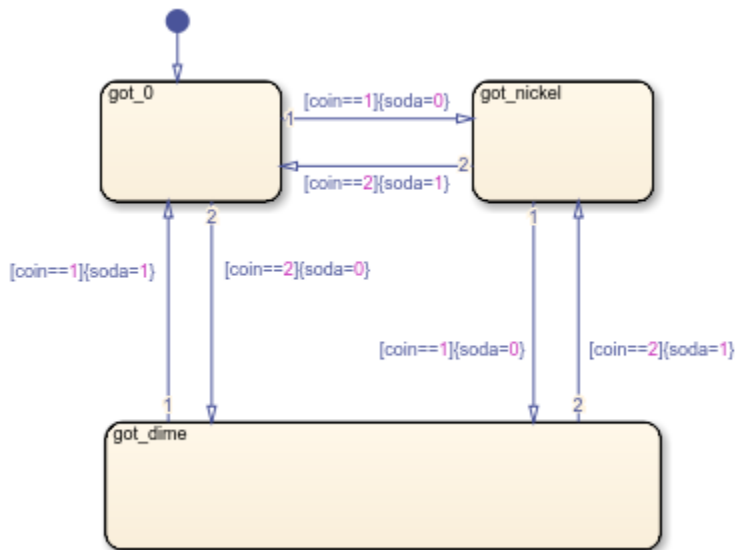 got_0
got_nickel
[coin==1]{soda=0}
1
2
[coin==2]{soda=1}
2
1
[coin==1]{soda=1}
[coin==2]{soda=0}
[coin==1]{soda=0}
[coin==2]{soda=1}
1
2
got_dime